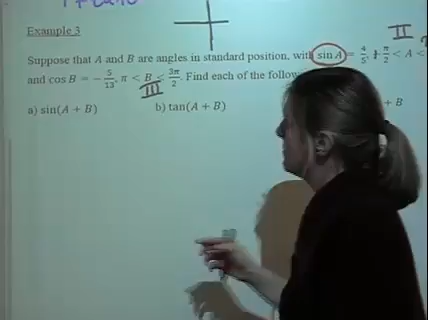 Example 3
II
Suppose that A and B are angles in standard position, with sin A = 4/5, π/2 < A <
and cos B = −5/13, π < B < 3π/2. Find each of the
III
a) sin(A + B) b) tan(A + B) + B